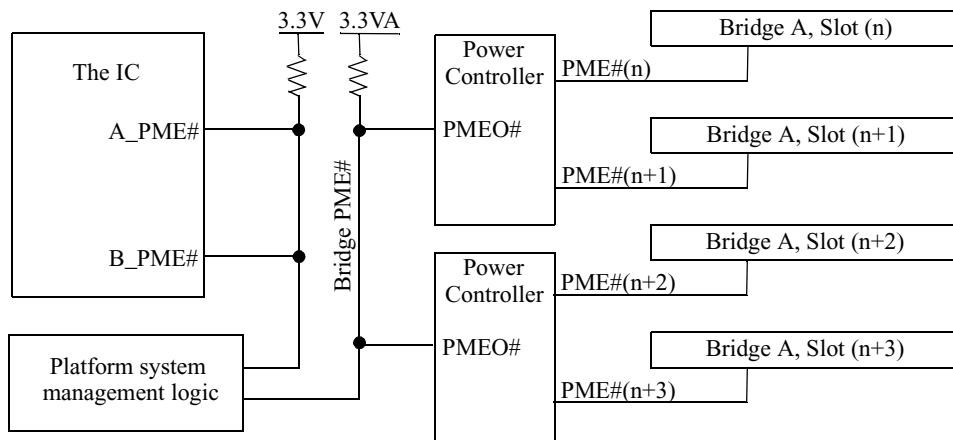 3.3V
3.3VA
Bridge A, Slot (n)
The IC
Power
Controller
PME#(n)
A_PME#
PMEO#
Bridge A, Slot (n+1)
PME#(n+1)
Bridge PME#
B_PME#
Bridge A, Slot (n+2)
Power
Controller
PME#(n+2)
PMEO#
Bridge A, Slot (n+3)
Platform system
management logic
PME#(n+3)